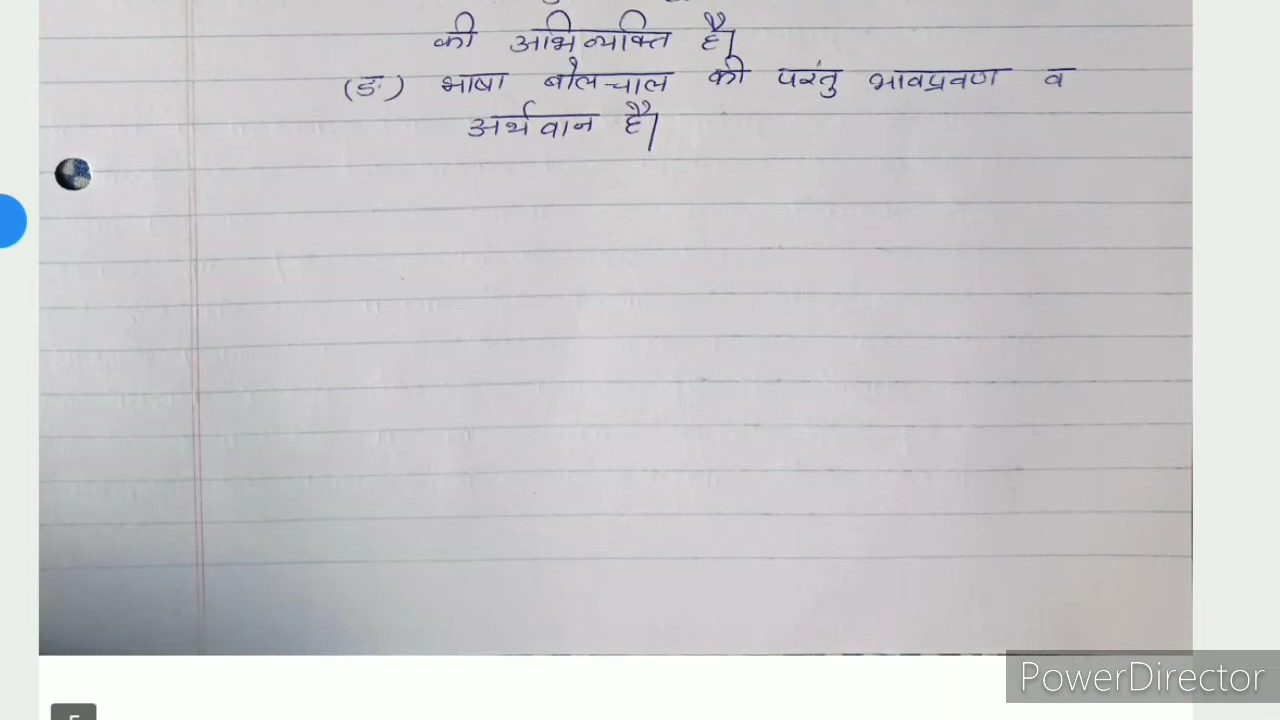 की अभिव्यक्ति है।
(ङ) भाषा बोलचाल की परंतु भावप्रवण व
अर्थवान है।
PowerDirector